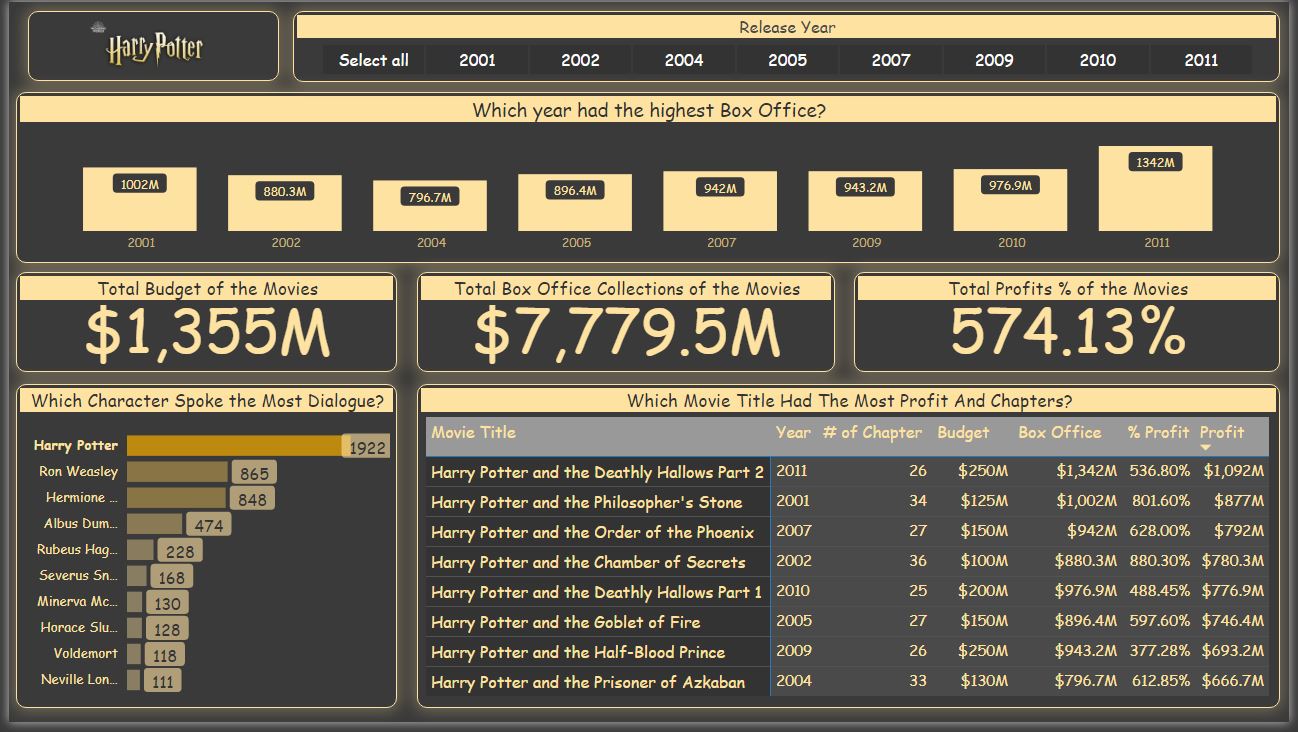 Harry Potter
Release Year
Select all 2001 2002 2004 2005 2007 2009 2010 2011
Which year had the highest Box Office?
1002M 880.3M 796.7M 896.4M 942M 943.2M 976.9M 1342M
2001 2002 2004 2005 2007 2009 2010 2011
Total Budget of the Movies
$1,355M
Total Box Office Collections of the Movies
$7,779.5M
Total Profits % of the Movies
574.13%
Which Character Spoke the Most Dialogue?
Harry Potter 1922
Ron Weasley 865
Hermione ... 848
Albus Dum... 474
Rubeus Hag... 228
Severus Sn... 168
Minerva Mc... 130
Horace Slu... 128
Voldemort 118
Neville Lon... 111
Which Movie Title Had The Most Profit And Chapters?
Movie Title Year # of Chapter Budget Box Office % Profit Profit
Harry Potter and the Deathly Hallows Part 2 2011 26 $250M $1,342M 536.80% $1,092M
Harry Potter and the Philosopher's Stone 2001 34 $125M $1,002M 801.60% $877M
Harry Potter and the Order of the Phoenix 2007 27 $150M $942M 628.00% $792M
Harry Potter and the Chamber of Secrets 2002 36 $100M $880.3M 880.30% $780.3M
Harry Potter and the Deathly Hallows Part 1 2010 25 $200M $976.9M 488.45% $776.9M
Harry Potter and the Goblet of Fire 2005 27 $150M $896.4M 597.60% $746.4M
Harry Potter and the Half-Blood Prince 2009 26 $250M $943.2M 377.28% $693.2M
Harry Potter and the Prisoner of Azkaban 2004 33 $130M $796.7M 612.85% $666.7M